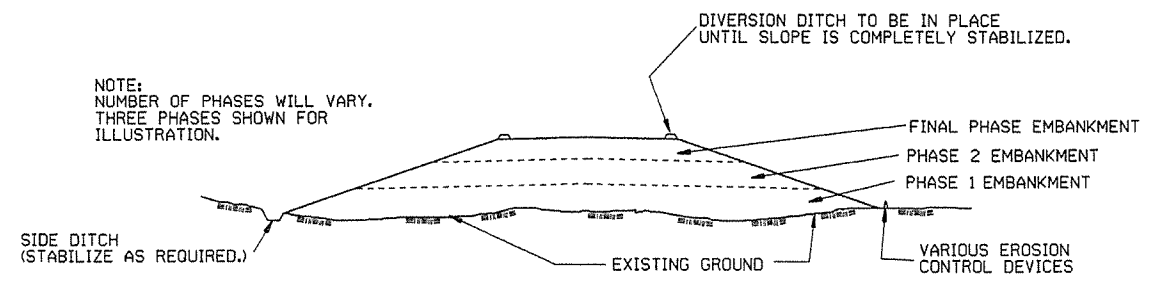 DIVERSION DITCH TO BE IN PLACE
UNTIL SLOPE IS COMPLETELY STABILIZED.
NOTE:
NUMBER OF PHASES WILL VARY.
THREE PHASES SHOWN FOR
ILLUSTRATION.
FINAL PHASE EMBANKMENT
PHASE 2 EMBANKMENT
PHASE 1 EMBANKMENT
SIDE DITCH
(STABILIZE AS REQUIRED.)
EXISTING GROUND
VARIOUS EROSION
CONTROL DEVICES